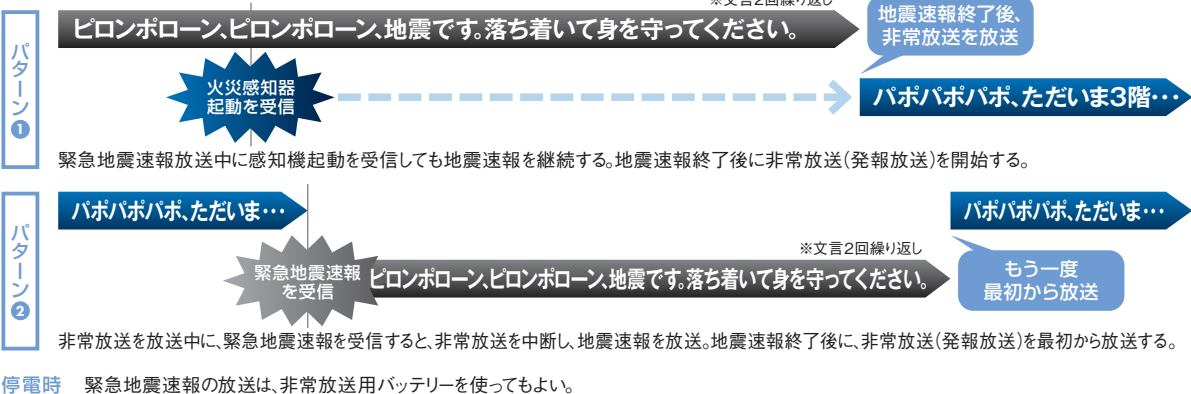 ※文言2回繰り返し
パターン❶
ピロンポローン、ピロンポローン、地震です。落ち着いて身を守ってください。
地震速報終了後、
非常放送を放送
火災感知器
起動を受信
パポパポパポ、ただいま3階・・・
緊急地震速報放送中に感知機起動を受信しても地震速報を継続する。地震速報終了後に非常放送(発報放送)を開始する。
パターン❷
パポパポパポ、ただいま・・・
パポパポパポ、ただいま・・・
※文言2回繰り返し
緊急地震速報
を受信
ピロンポローン、ピロンポローン、地震です。落ち着いて身を守ってください。
もう一度
最初から放送
非常放送を放送中に、緊急地震速報を受信すると、非常放送を中断し、地震速報を放送。地震速報終了後に、非常放送(発報放送)を最初から放送する。
停電時 緊急地震速報の放送は、非常放送用バッテリーを使ってもよい。